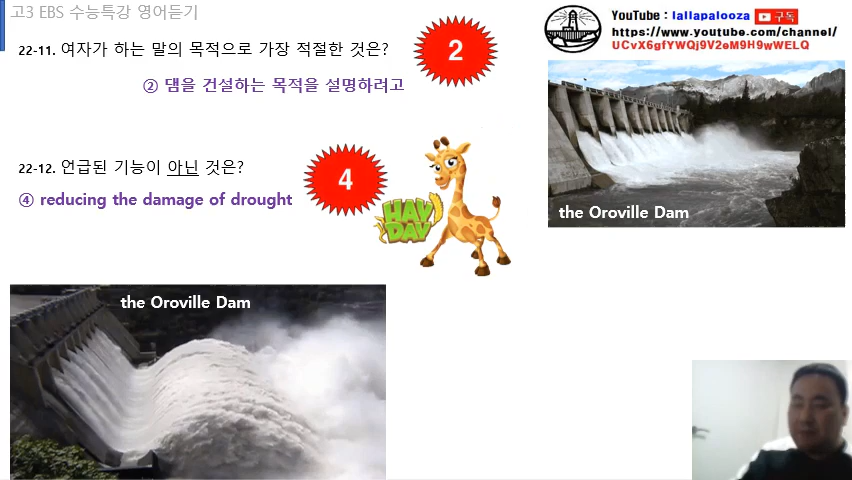 고3 EBS 수능특강 영어듣기
YouTube : lallapalooza 구독
https://www.youtube.com/channel/
UCvX6gfYWQj9V2eM9H9wWELQ
22-11. 여자가 하는 말의 목적으로 가장 적절한 것은?
2
② 댐을 건설하는 목적을 설명하려고
22-12. 언급된 기능이 아닌 것은?
4
④ reducing the damage of drought
HAY
DAY
the Oroville Dam
the Oroville Dam